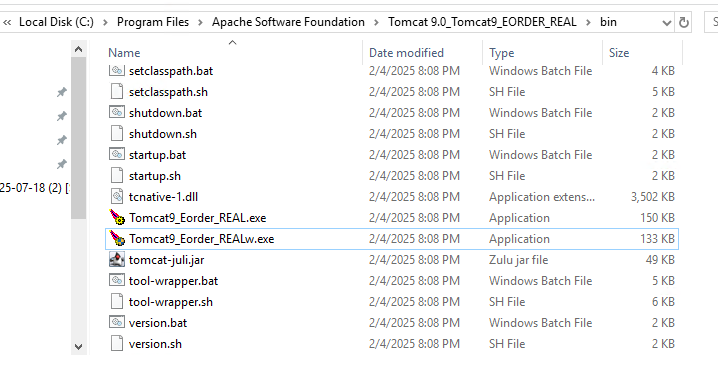 « Local Disk (C:) › Program Files › Apache Software Foundation › Tomcat 9.0_Tomcat9_EORDER_REAL › bin
Name Date modified Type Size
setclasspath.bat 2/4/2025 8:08 PM Windows Batch File 4 KB
setclasspath.sh 2/4/2025 8:08 PM SH File 5 KB
shutdown.bat 2/4/2025 8:08 PM Windows Batch File 2 KB
shutdown.sh 2/4/2025 8:08 PM SH File 2 KB
startup.bat 2/4/2025 8:08 PM Windows Batch File 2 KB
startup.sh 2/4/2025 8:08 PM SH File 2 KB
25-07-18 (2) [ tcnative-1.dll 2/4/2025 8:08 PM Application extens... 3,502 KB
Tomcat9_Eorder_REAL.exe 2/4/2025 8:08 PM Application 150 KB
Tomcat9_Eorder_REALw.exe 2/4/2025 8:08 PM Application 133 KB
tomcat-juli.jar 2/4/2025 8:08 PM Zulu jar file 49 KB
tool-wrapper.bat 2/4/2025 8:08 PM Windows Batch File 5 KB
tool-wrapper.sh 2/4/2025 8:08 PM SH File 6 KB
version.bat 2/4/2025 8:08 PM Windows Batch File 2 KB
version.sh 2/4/2025 8:08 PM SH File 2 KB